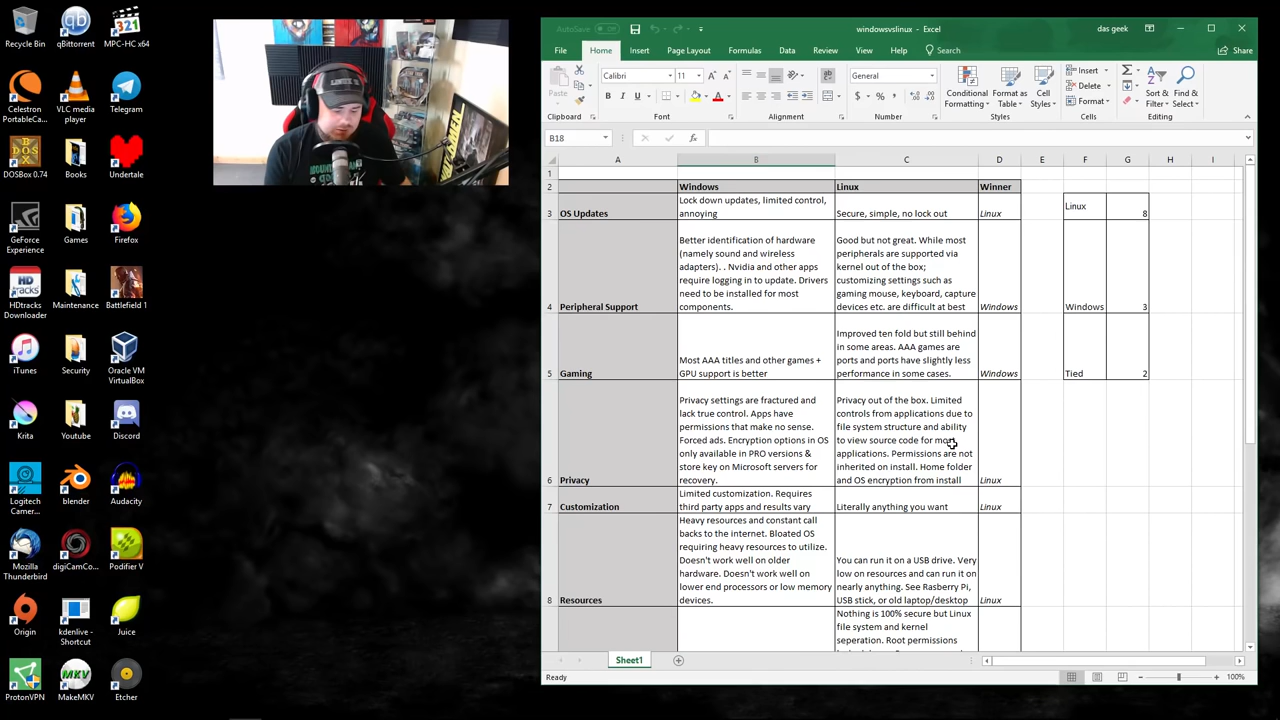 Recycle Bin
qBittorrent
MPC-HC x64
Celestron PortableCa...
VLC media player
Telegram
DOSBox 0.74
Books
Undertale
GeForce Experience
Games
Firefox
HDtracks Downloader
Maintenance
Battlefield 1
iTunes
Security
Oracle VM VirtualBox
Krita
Youtube
Discord
Logitech Camer...
blender
Audacity
Mozilla Thunderbird
digiCamCo...
Podifier V
Origin
kdenlive - Shortcut
Juice
ProtonVPN
MakeMKV
Etcher
AutoSave Off
windowsvslinux - Excel
das geek
File Home Insert Page Layout Formulas Data Review View Help Search Share
Paste
Calibri 11
General
Conditional Formatting
Format as Table
Cell Styles
Insert
Delete
Format
Sort & Filter
Find & Select
Clipboard Font Alignment Number Styles Cells Editing
B18
fx
A B C D E F G H I
1
2 Windows Linux Winner
3 OS Updates
Lock down updates, limited control,
annoying
Secure, simple, no lock out
Linux
Linux 8
4 Peripheral Support
Better identification of hardware
(namely sound and wireless
adapters). . Nvidia and other apps
require logging in to update. Drivers
need to be installed for most
components.
Good but not great. While most
peripherals are supported via
kernel out of the box;
customizing settings such as
gaming mouse, keyboard, capture
devices etc. are difficult at best
Windows
Windows 3
5 Gaming
Most AAA titles and other games +
GPU support is better
Improved ten fold but still behind
in some areas. AAA games are
ports and ports have slightly less
performance in some cases.
Windows
Tied 2
6 Privacy
Privacy settings are fractured and
lack true control. Apps have
permissions that make no sense.
Forced ads. Encryption options in OS
only available in PRO versions &
store key on Microsoft servers for
recovery.
Privacy out of the box. Limited
controls from applications due to
file system structure and ability
to view source code for most
applications. Permissions are not
inherited on install. Home folder
and OS encryption from install
Linux
7 Customization
Limited customization. Requires
third party apps and results vary
Literally anything you want
Linux
8 Resources
Heavy resources and constant call
backs to the internet. Bloated OS
requiring heavy resources to utilize.
Doesn't work well on older
hardware. Doesn't work well on
lower end processors or low memory
devices.
You can run it on a USB drive. Very
low on resources and can run it on
nearly anything. See Rasberry Pi,
USB stick, or old laptop/desktop
Linux
Nothing is 100% secure but Linux
file system and kernel
seperation. Root permissions
Sheet1
Ready
100%